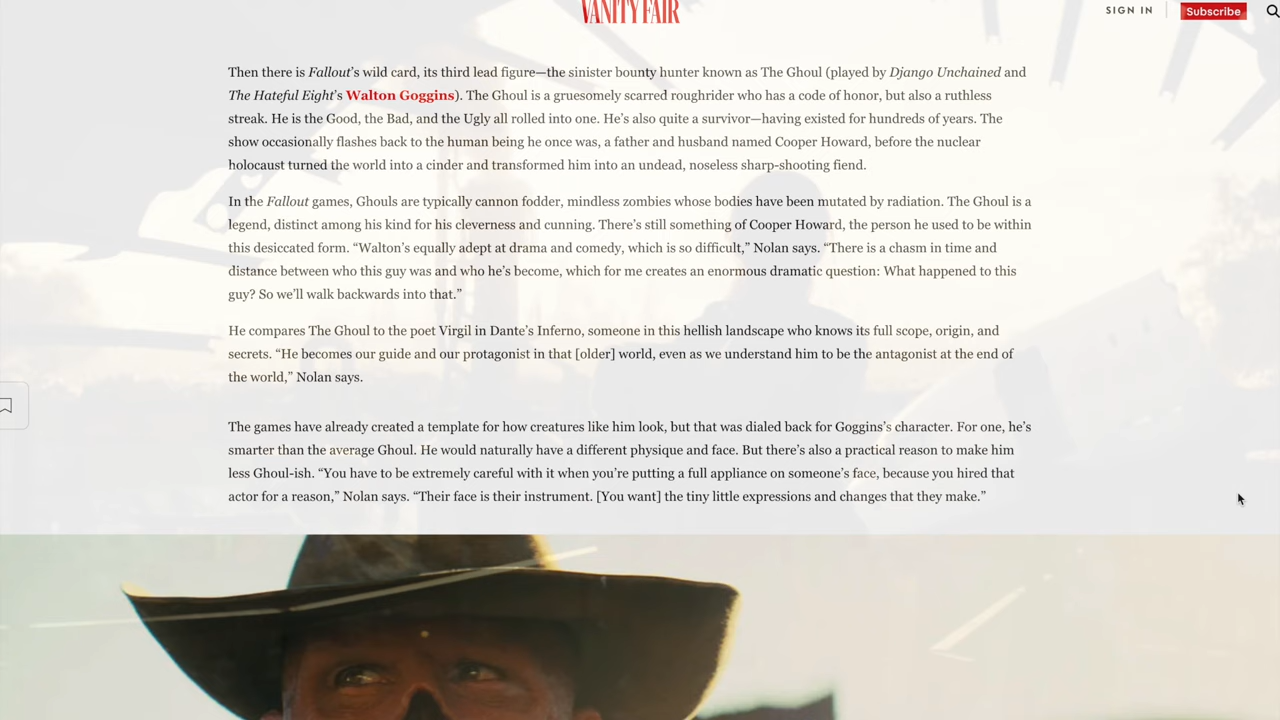 VANITY FAIR
SIGN IN
Subscribe
Then there is Fallout’s wild card, its third lead figure—the sinister bounty hunter known as The Ghoul (played by Django Unchained and
The Hateful Eight’s Walton Goggins). The Ghoul is a gruesomely scarred roughrider who has a code of honor, but also a ruthless
streak. He is the Good, the Bad, and the Ugly all rolled into one. He’s also quite a survivor—having existed for hundreds of years. The
show occasionally flashes back to the human being he once was, a father and husband named Cooper Howard, before the nuclear
holocaust turned the world into a cinder and transformed him into an undead, noseless sharp-shooting fiend.
In the Fallout games, Ghouls are typically cannon fodder, mindless zombies whose bodies have been mutated by radiation. The Ghoul is a
legend, distinct among his kind for his cleverness and cunning. There’s still something of Cooper Howard, the person he used to be within
this desiccated form. “Walton’s equally adept at drama and comedy, which is so difficult,” Nolan says. “There is a chasm in time and
distance between who this guy was and who he’s become, which for me creates an enormous dramatic question: What happened to this
guy? So we’ll walk backwards into that.”
He compares The Ghoul to the poet Virgil in Dante’s Inferno, someone in this hellish landscape who knows its full scope, origin, and
secrets. “He becomes our guide and our protagonist in that [older] world, even as we understand him to be the antagonist at the end of
the world,” Nolan says.
The games have already created a template for how creatures like him look, but that was dialed back for Goggins’s character. For one, he’s
smarter than the average Ghoul. He would naturally have a different physique and face. But there’s also a practical reason to make him
less Ghoul-ish. “You have to be extremely careful with it when you’re putting a full appliance on someone’s face, because you hired that
actor for a reason,” Nolan says. “Their face is their instrument. [You want] the tiny little expressions and changes that they make.”